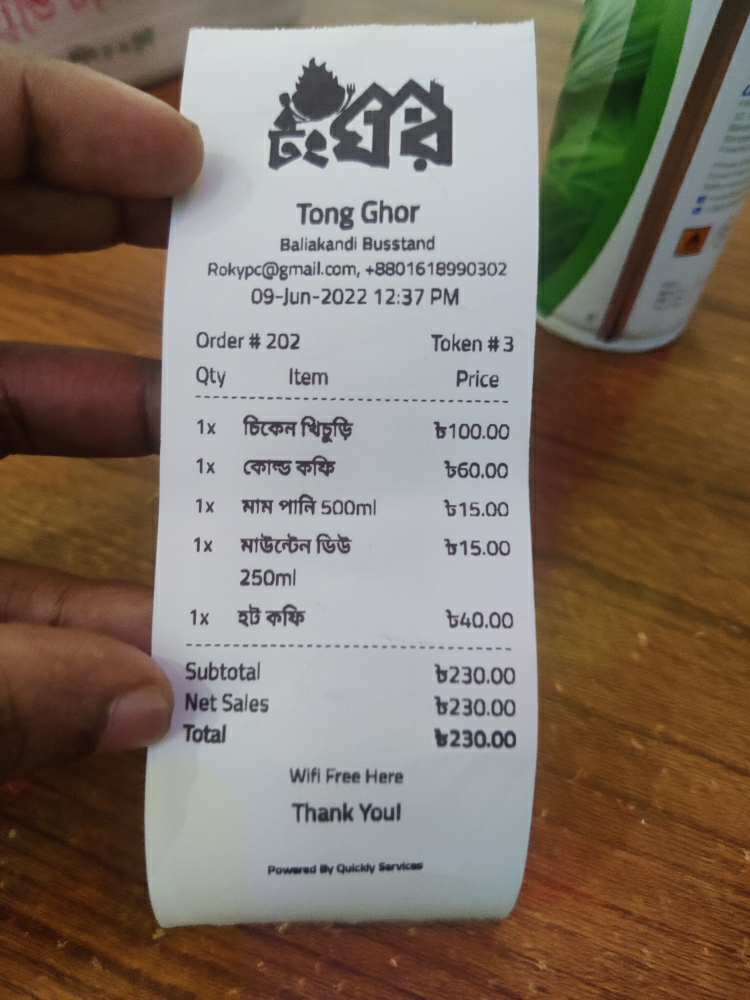 টং ঘর
Tong Ghor
Baliakandi Busstand
Rokypc@gmail.com, +8801618990302
09-Jun-2022 12:37 PM
Order # 202 Token # 3
Qty Item Price
1x চিকেন খিচুড়ি ৳100.00
1x কোল্ড কফি ৳60.00
1x মাম পানি 500ml ৳15.00
1x মাউন্টেন ডিউ ৳15.00
250ml
1x হট কফি ৳40.00
Subtotal ৳230.00
Net Sales ৳230.00
Total ৳230.00
Wifi Free Here
Thank You!
Powered By Quickly Services